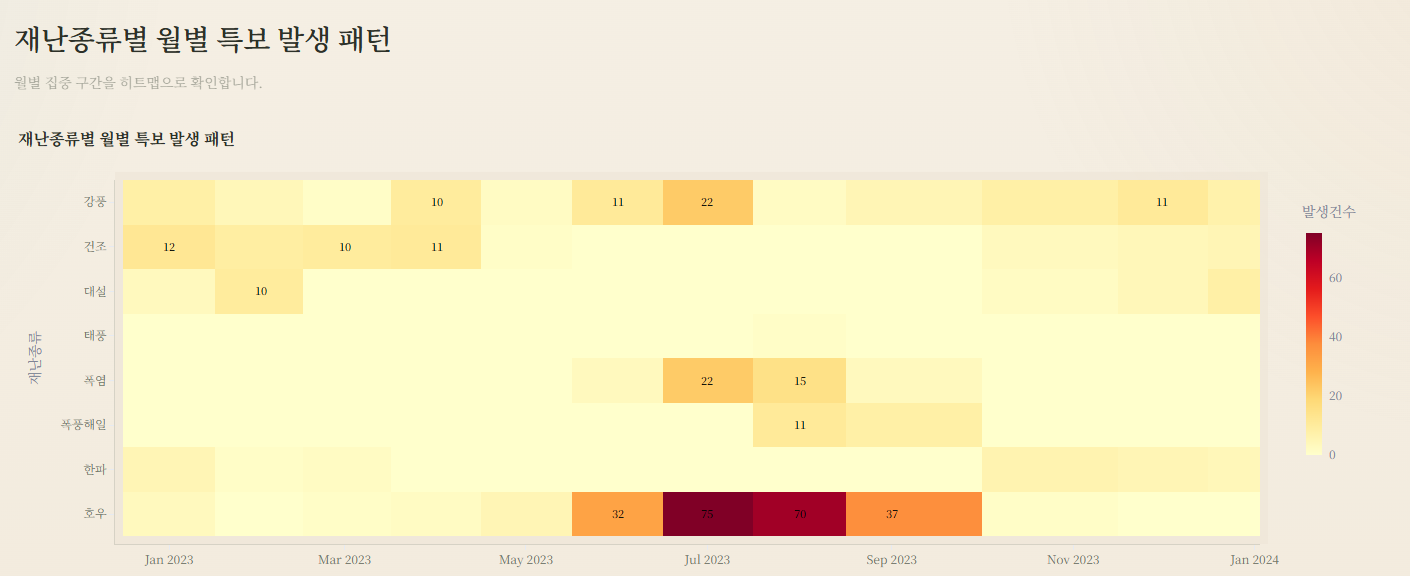 재난종류별 월별 특보 발생 패턴
월별 집중 구간을 히트맵으로 확인합니다.
재난종류별 월별 특보 발생 패턴
발생건수
강풍 10 11 22 11
건조 12 10 11
대설 10
태풍
폭염 22 15
폭풍해일 11
한파
호우 32 75 70 37
재난종류
60
40
20
0
Jan 2023 Mar 2023 May 2023 Jul 2023 Sep 2023 Nov 2023 Jan 2024